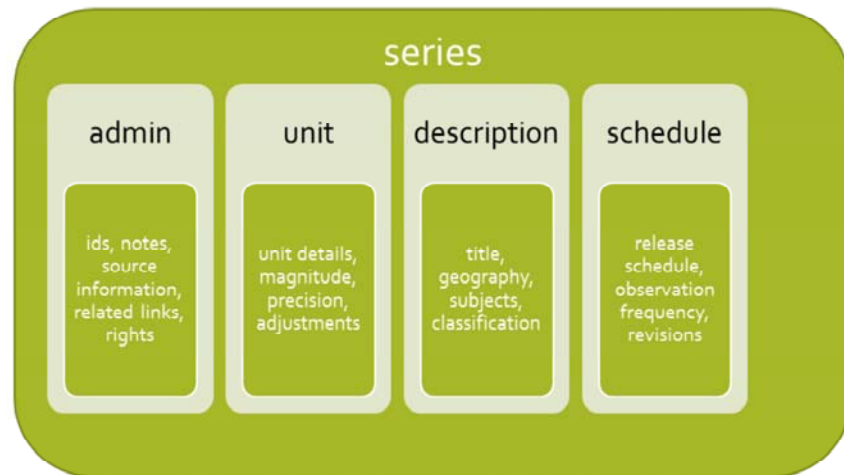 series
admin
ids, notes,
source
information,
related links,
rights
unit
unit details,
magnitude,
precision,
adjustments
description
title,
geography,
subjects,
classification
schedule
release
schedule,
observation
frequency,
revisions